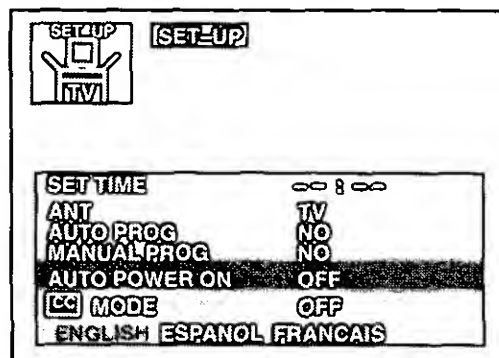 SET-UP
TV
SET-UP
SET TIME --:--
ANT TV
AUTO PROG NO
MANUAL PROG NO
AUTO POWER ON OFF
CC MODE OFF
ENGLISH ESPANOL FRANCAIS